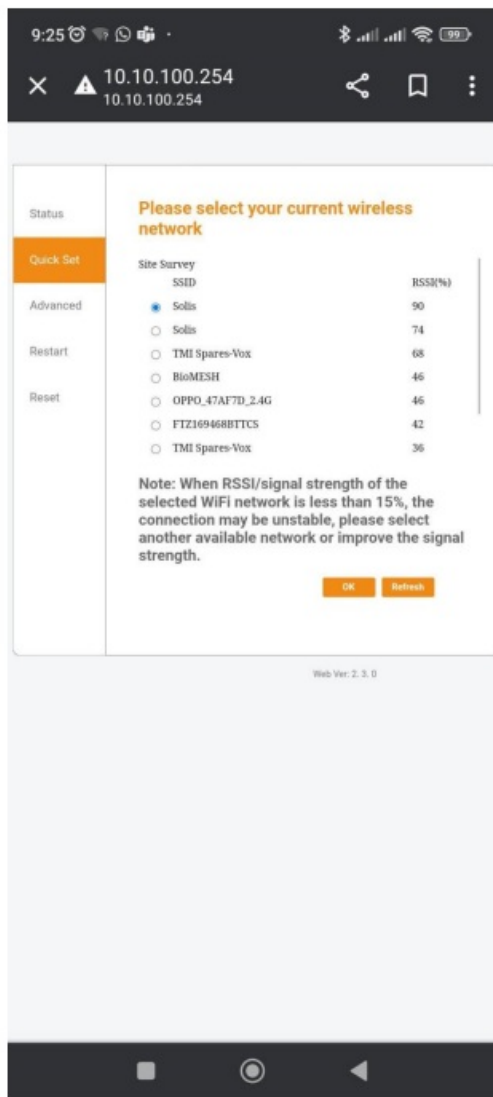 9:25
99
10.10.100.254
10.10.100.254
Status
Quick Set
Advanced
Restart
Reset
Please select your current wireless
network
Site Survey
SSID RSSI(%)
Solis 90
Solis 74
TMI Spares-Vox 68
BioMESH 46
OPPO_47AF7D_2.4G 46
FTZ169468BTTCS 42
TMI Spares-Vox 36
Note: When RSSI/signal strength of the
selected WiFi network is less than 15%, the
connection may be unstable, please select
another available network or improve the signal
strength.
OK Refresh
Web Ver: 2. 3. 0